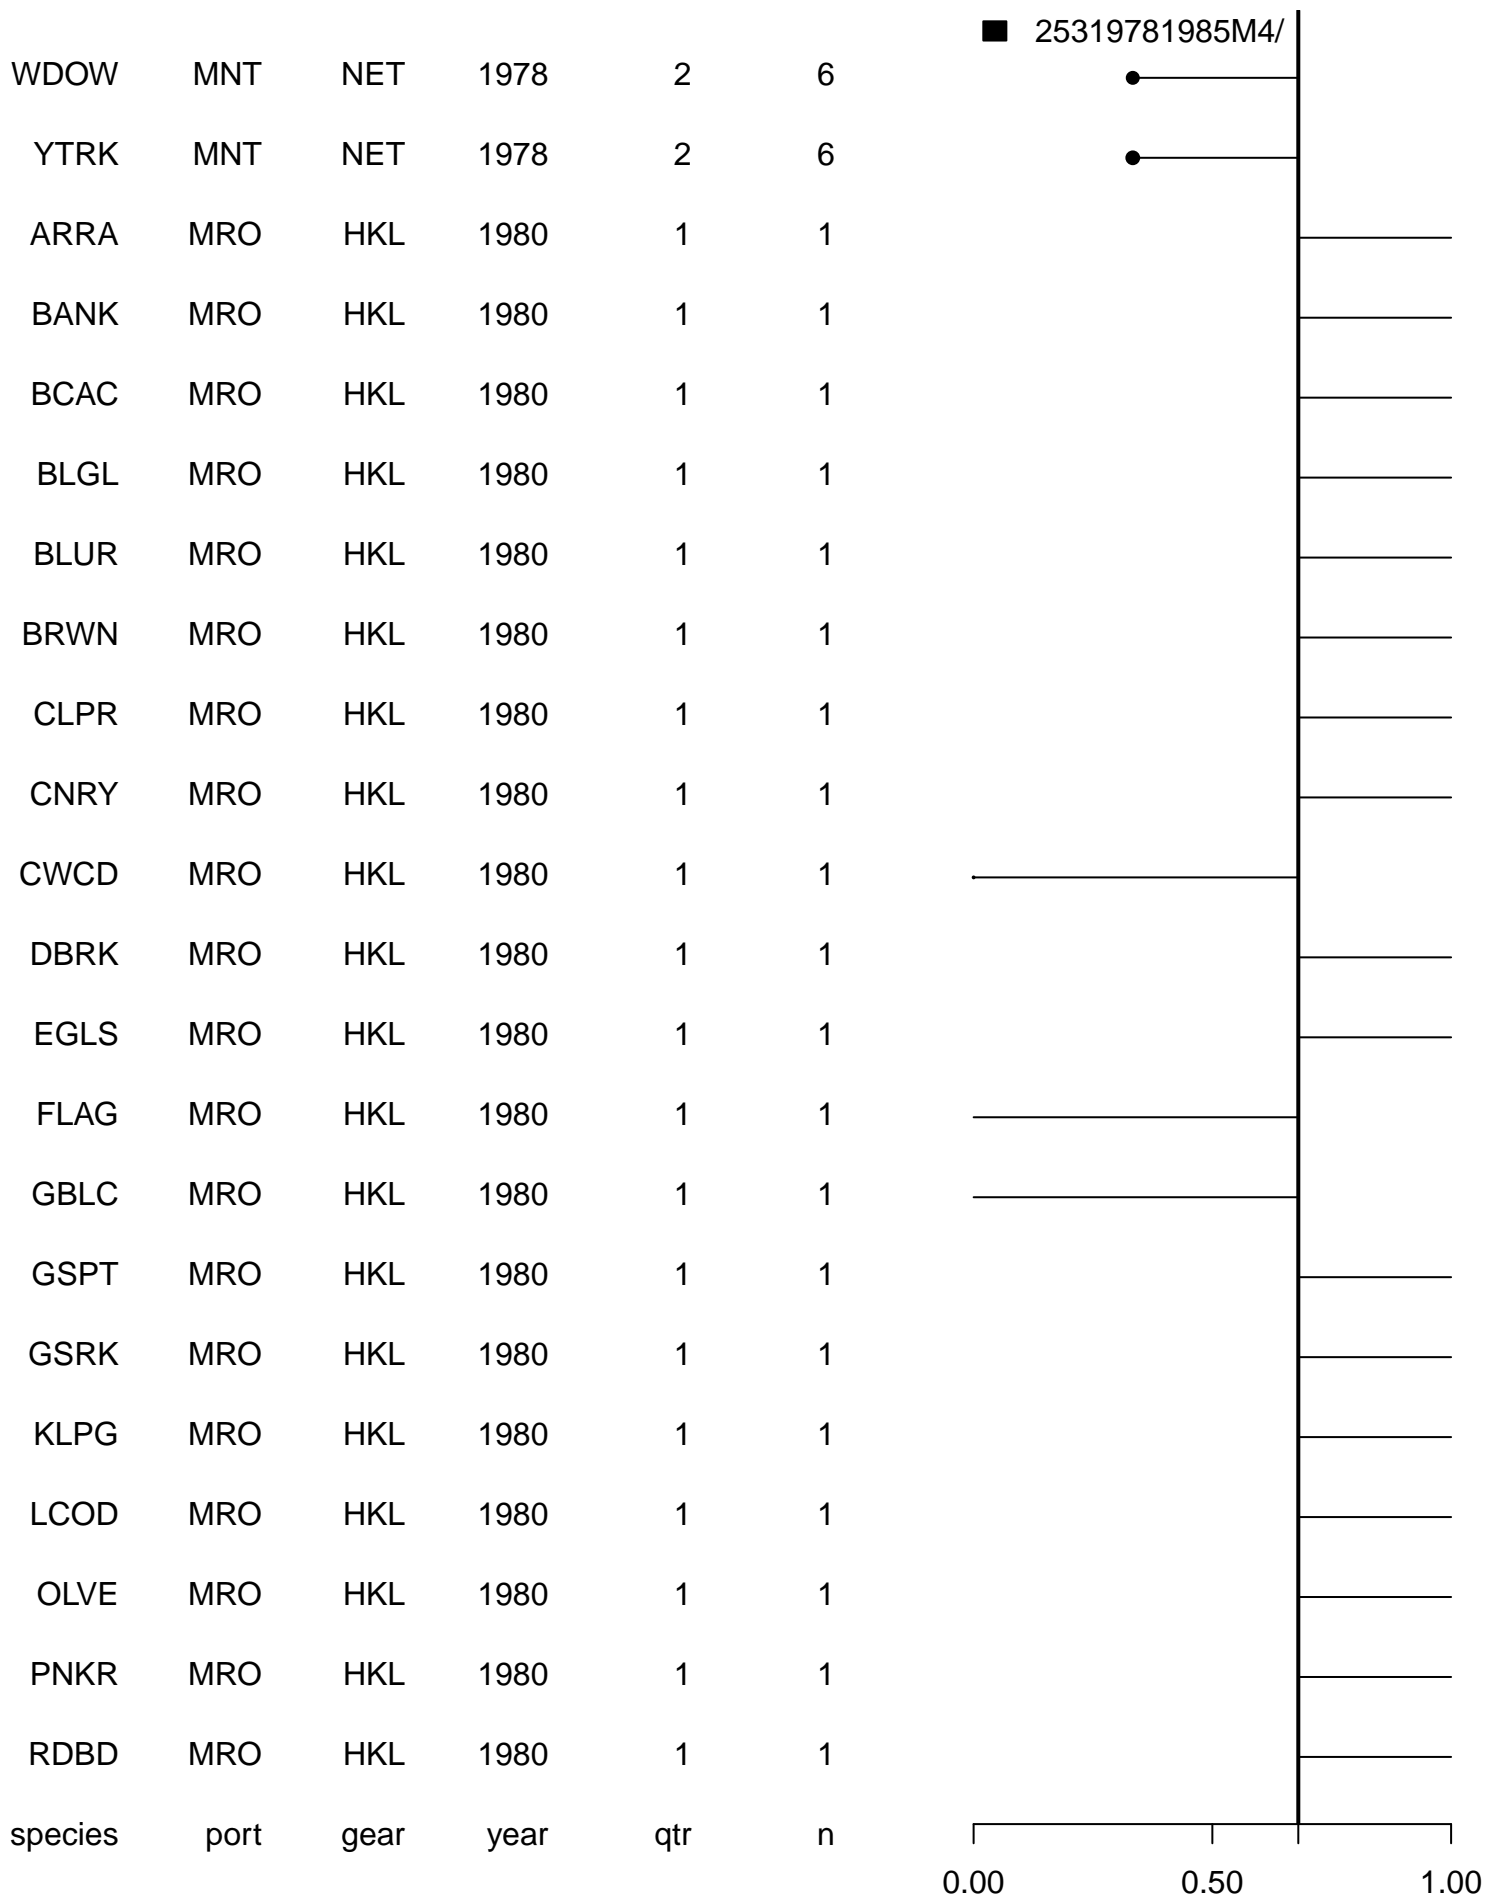 25319781985M4/
WDOW MNT NET 1978 2 6
YTRK MNT NET 1978 2 6
ARRA MRO HKL 1980 1 1
BANK MRO HKL 1980 1 1
BCAC MRO HKL 1980 1 1
BLGL MRO HKL 1980 1 1
BLUR MRO HKL 1980 1 1
BRWN MRO HKL 1980 1 1
CLPR MRO HKL 1980 1 1
CNRY MRO HKL 1980 1 1
CWCD MRO HKL 1980 1 1
DBRK MRO HKL 1980 1 1
EGLS MRO HKL 1980 1 1
FLAG MRO HKL 1980 1 1
GBLC MRO HKL 1980 1 1
GSPT MRO HKL 1980 1 1
GSRK MRO HKL 1980 1 1
KLPG MRO HKL 1980 1 1
LCOD MRO HKL 1980 1 1
OLVE MRO HKL 1980 1 1
PNKR MRO HKL 1980 1 1
RDBD MRO HKL 1980 1 1
species port gear year qtr n
0.00 0.50 1.00